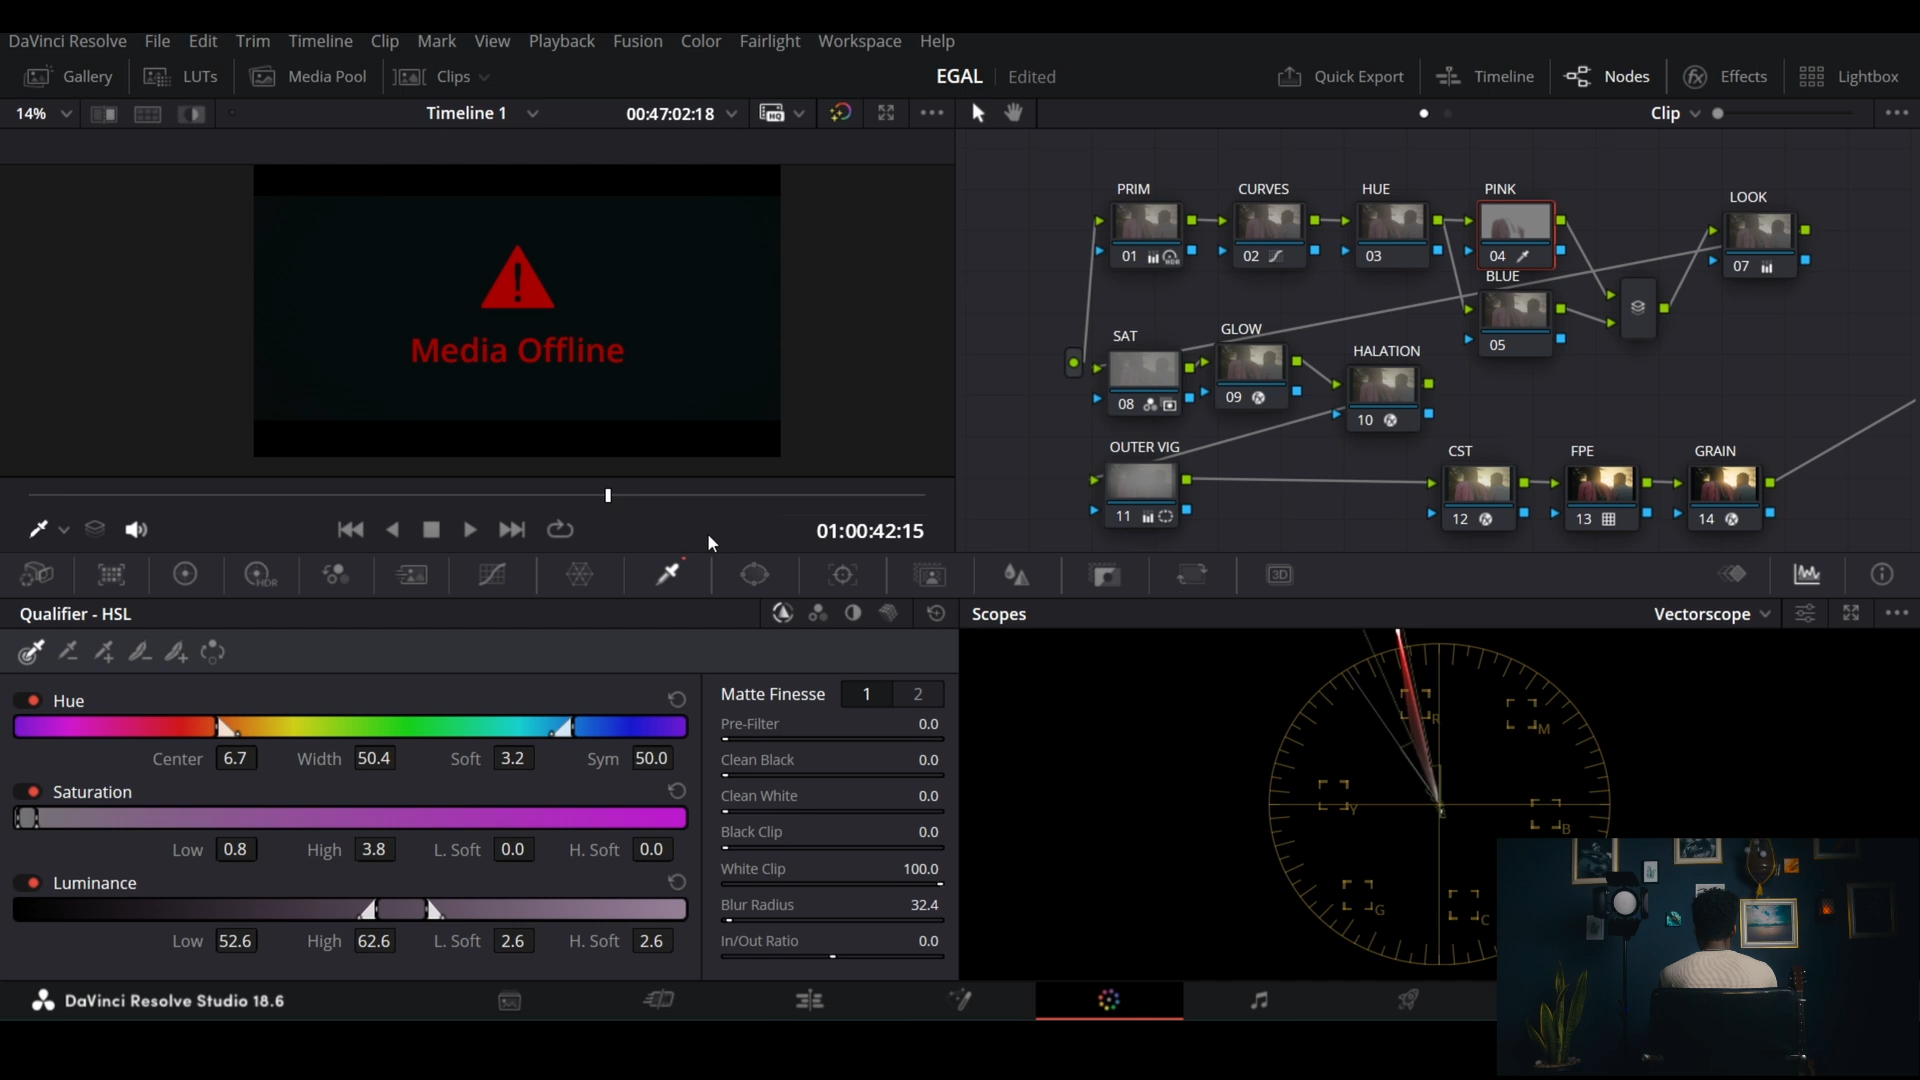 DaVinci Resolve File Edit Trim Timeline Clip Mark View Playback Fusion Color Fairlight Workspace Help
Gallery LUTs Media Pool Clips EGAL Edited Quick Export Timeline Nodes Effects Lightbox
14% Timeline 1 00:47:02:18 HQ Clip
Media Offline
01:00:42:15
PRIM CURVES HUE PINK LOOK
01 HDR 02 03 04 07
BLUE
05
SAT GLOW HALATION
08 09 10
OUTER VIG CST FPE GRAIN
11 12 13 14
HDR 3D
Qualifier - HSL
Hue
Center 6.7 Width 50.4 Soft 3.2 Sym 50.0
Saturation
Low 0.8 High 3.8 L. Soft 0.0 H. Soft 0.0
Luminance
Low 52.6 High 62.6 L. Soft 2.6 H. Soft 2.6
Matte Finesse 1 2
Pre-Filter 0.0
Clean Black 0.0
Clean White 0.0
Black Clip 0.0
White Clip 100.0
Blur Radius 32.4
In/Out Ratio 0.0
Scopes Vectorscope
R M
Y B
G C
DaVinci Resolve Studio 18.6